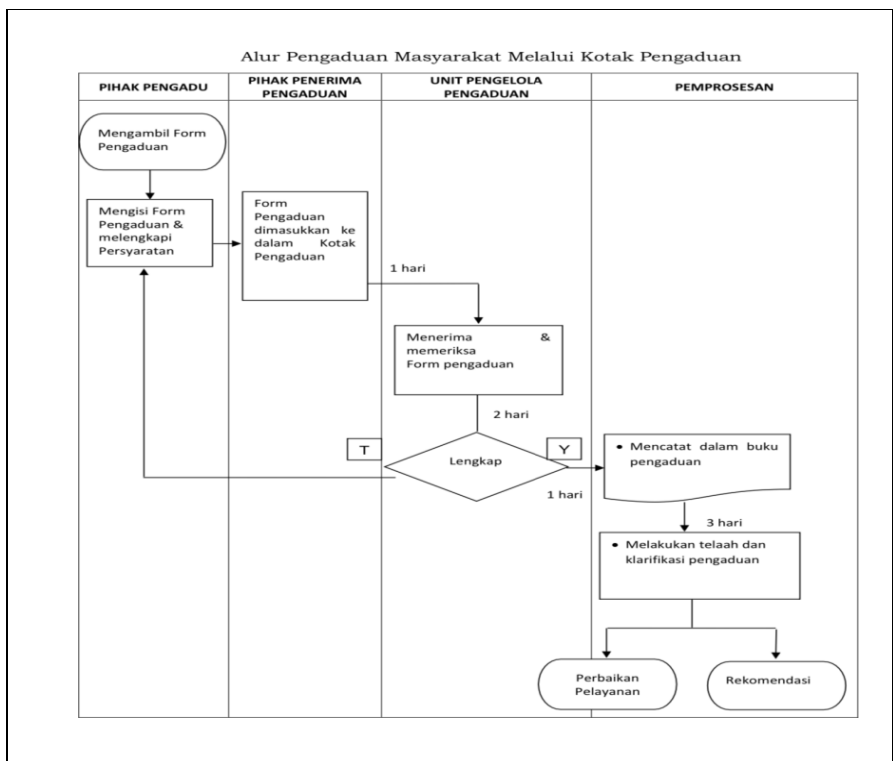 Alur Pengaduan Masyarakat Melalui Kotak Pengaduan
PIHAK PENGADU
PIHAK PENERIMA
PENGADUAN
UNIT PENGELOLA
PENGADUAN
PEMPROSESAN
Mengambil Form
Pengaduan
Mengisi Form
Pengaduan &
melengkapi
Persyaratan
Form
Pengaduan
dimasukkan ke
dalam Kotak
Pengaduan
1 hari
Menerima &
memeriksa
Form pengaduan
2 hari
T
Lengkap
Y
1 hari
• Mencatat dalam buku
pengaduan
3 hari
• Melakukan telaah dan
klarifikasi pengaduan
Perbaikan
Pelayanan
Rekomendasi